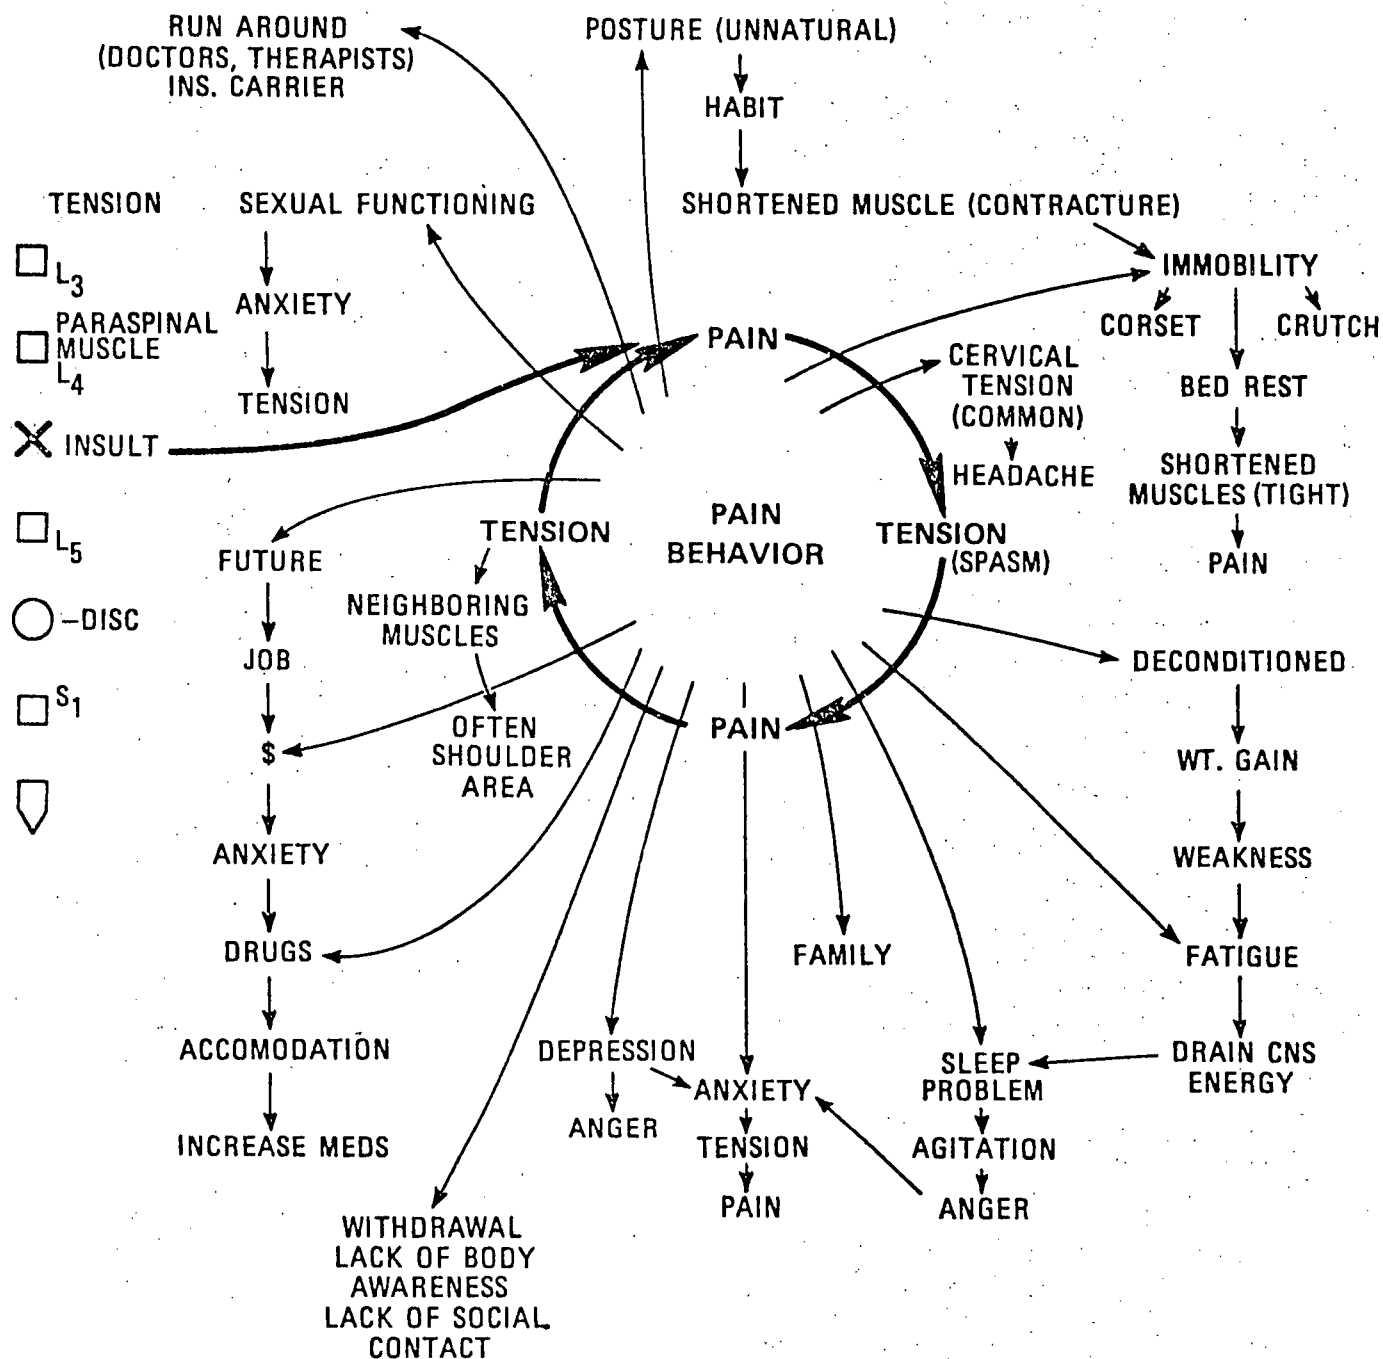 RUN AROUND
(DOCTORS, THERAPISTS)
INS. CARRIER
POSTURE (UNNATURAL)
HABIT
SHORTENED MUSCLE (CONTRACTURE)
IMMOBILITY
CORSET
CRUTCH
BED REST
SHORTENED
MUSCLES (TIGHT)
PAIN
TENSION
L3
PARASPINAL
MUSCLE
L4
INSULT
L5
-DISC
S1
SEXUAL FUNCTIONING
ANXIETY
TENSION
PAIN
CERVICAL
TENSION
(COMMON)
HEADACHE
TENSION
PAIN
BEHAVIOR
TENSION
(SPASM)
PAIN
NEIGHBORING
MUSCLES
OFTEN
SHOULDER
AREA
FUTURE
JOB
$
ANXIETY
DRUGS
ACCOMODATION
INCREASE MEDS
WITHDRAWAL
LACK OF BODY
AWARENESS
LACK OF SOCIAL
CONTACT
DEPRESSION
ANGER
ANXIETY
TENSION
PAIN
FAMILY
SLEEP
PROBLEM
AGITATION
ANGER
DECONDITIONED
WT. GAIN
WEAKNESS
FATIGUE
DRAIN CNS
ENERGY